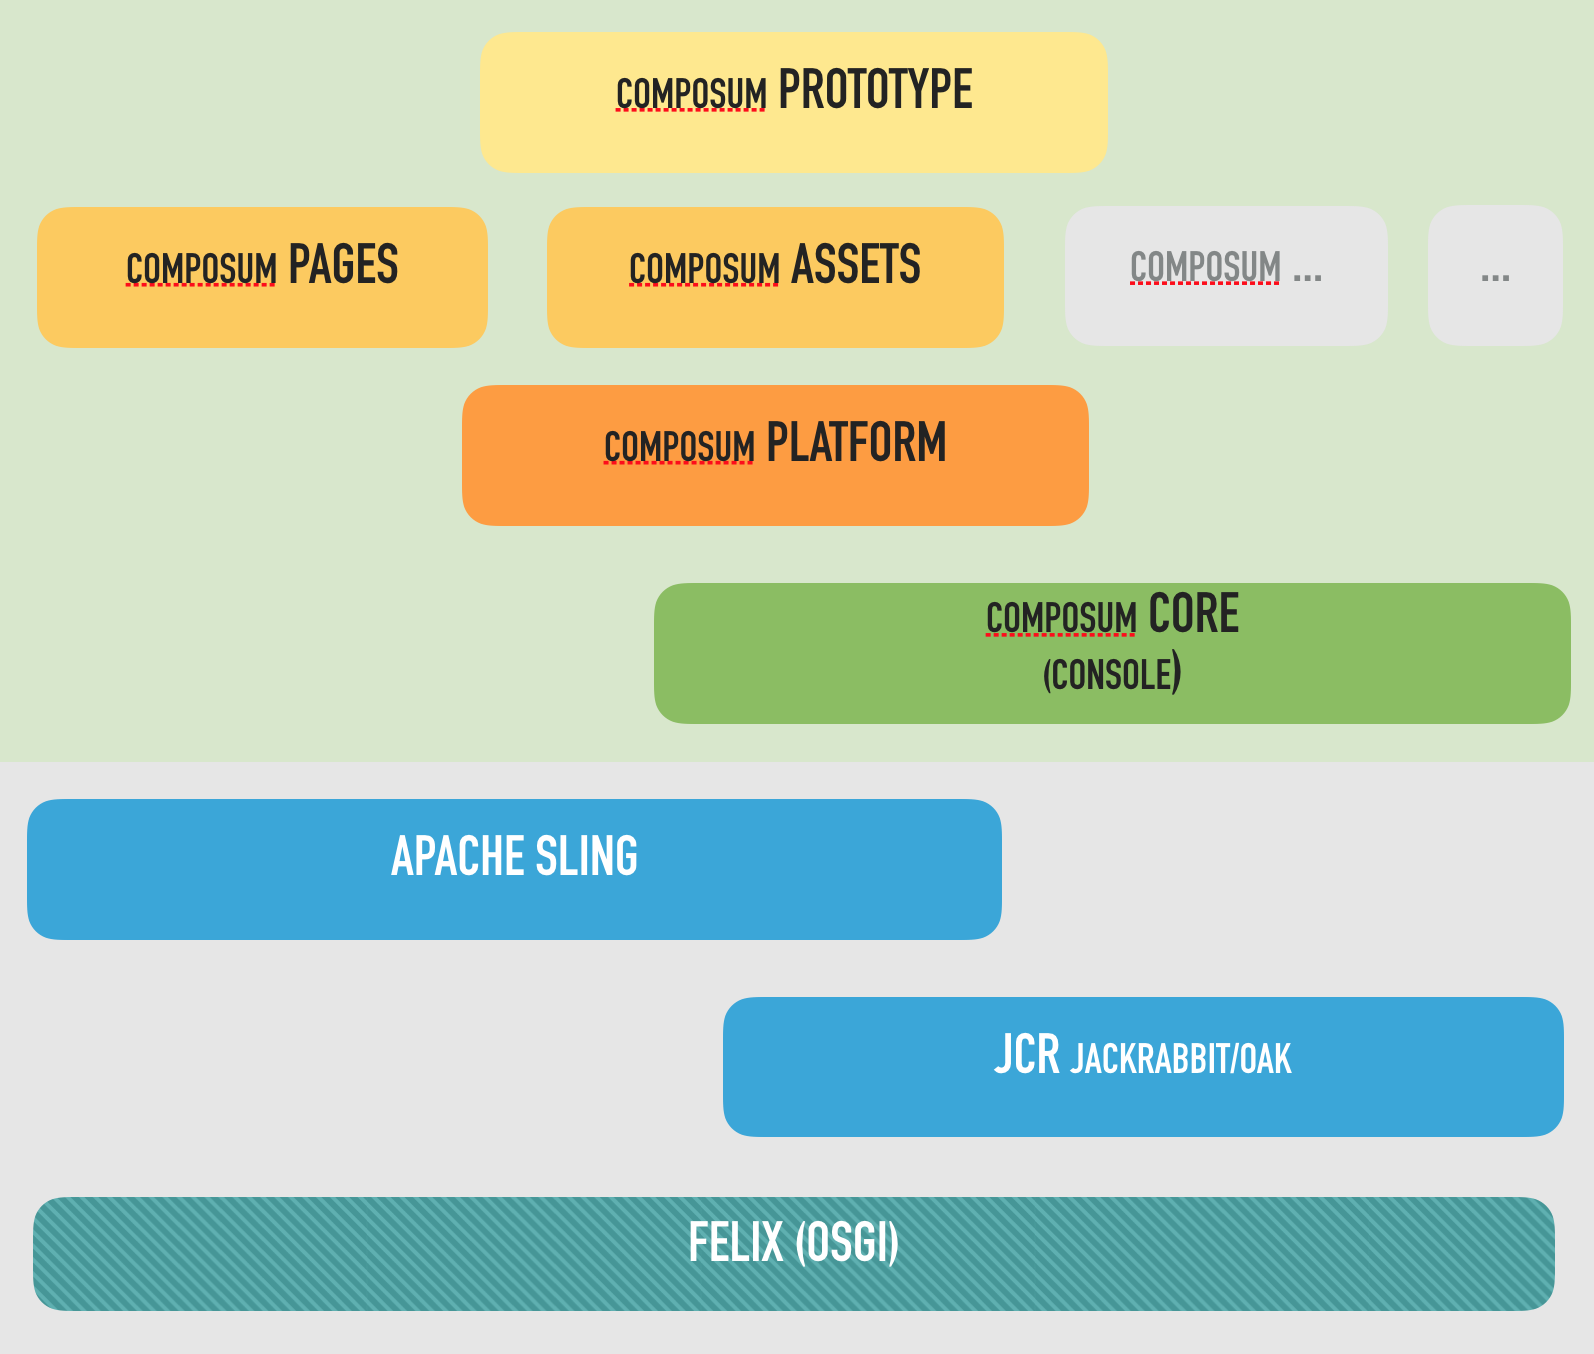 COMPOSUM PROTOTYPE
COMPOSUM PAGES
COMPOSUM ASSETS
COMPOSUM ...
...
COMPOSUM PLATFORM
COMPOSUM CORE
(CONSOLE)
APACHE SLING
JCR JACKRABBIT/OAK
FELIX (OSGI)